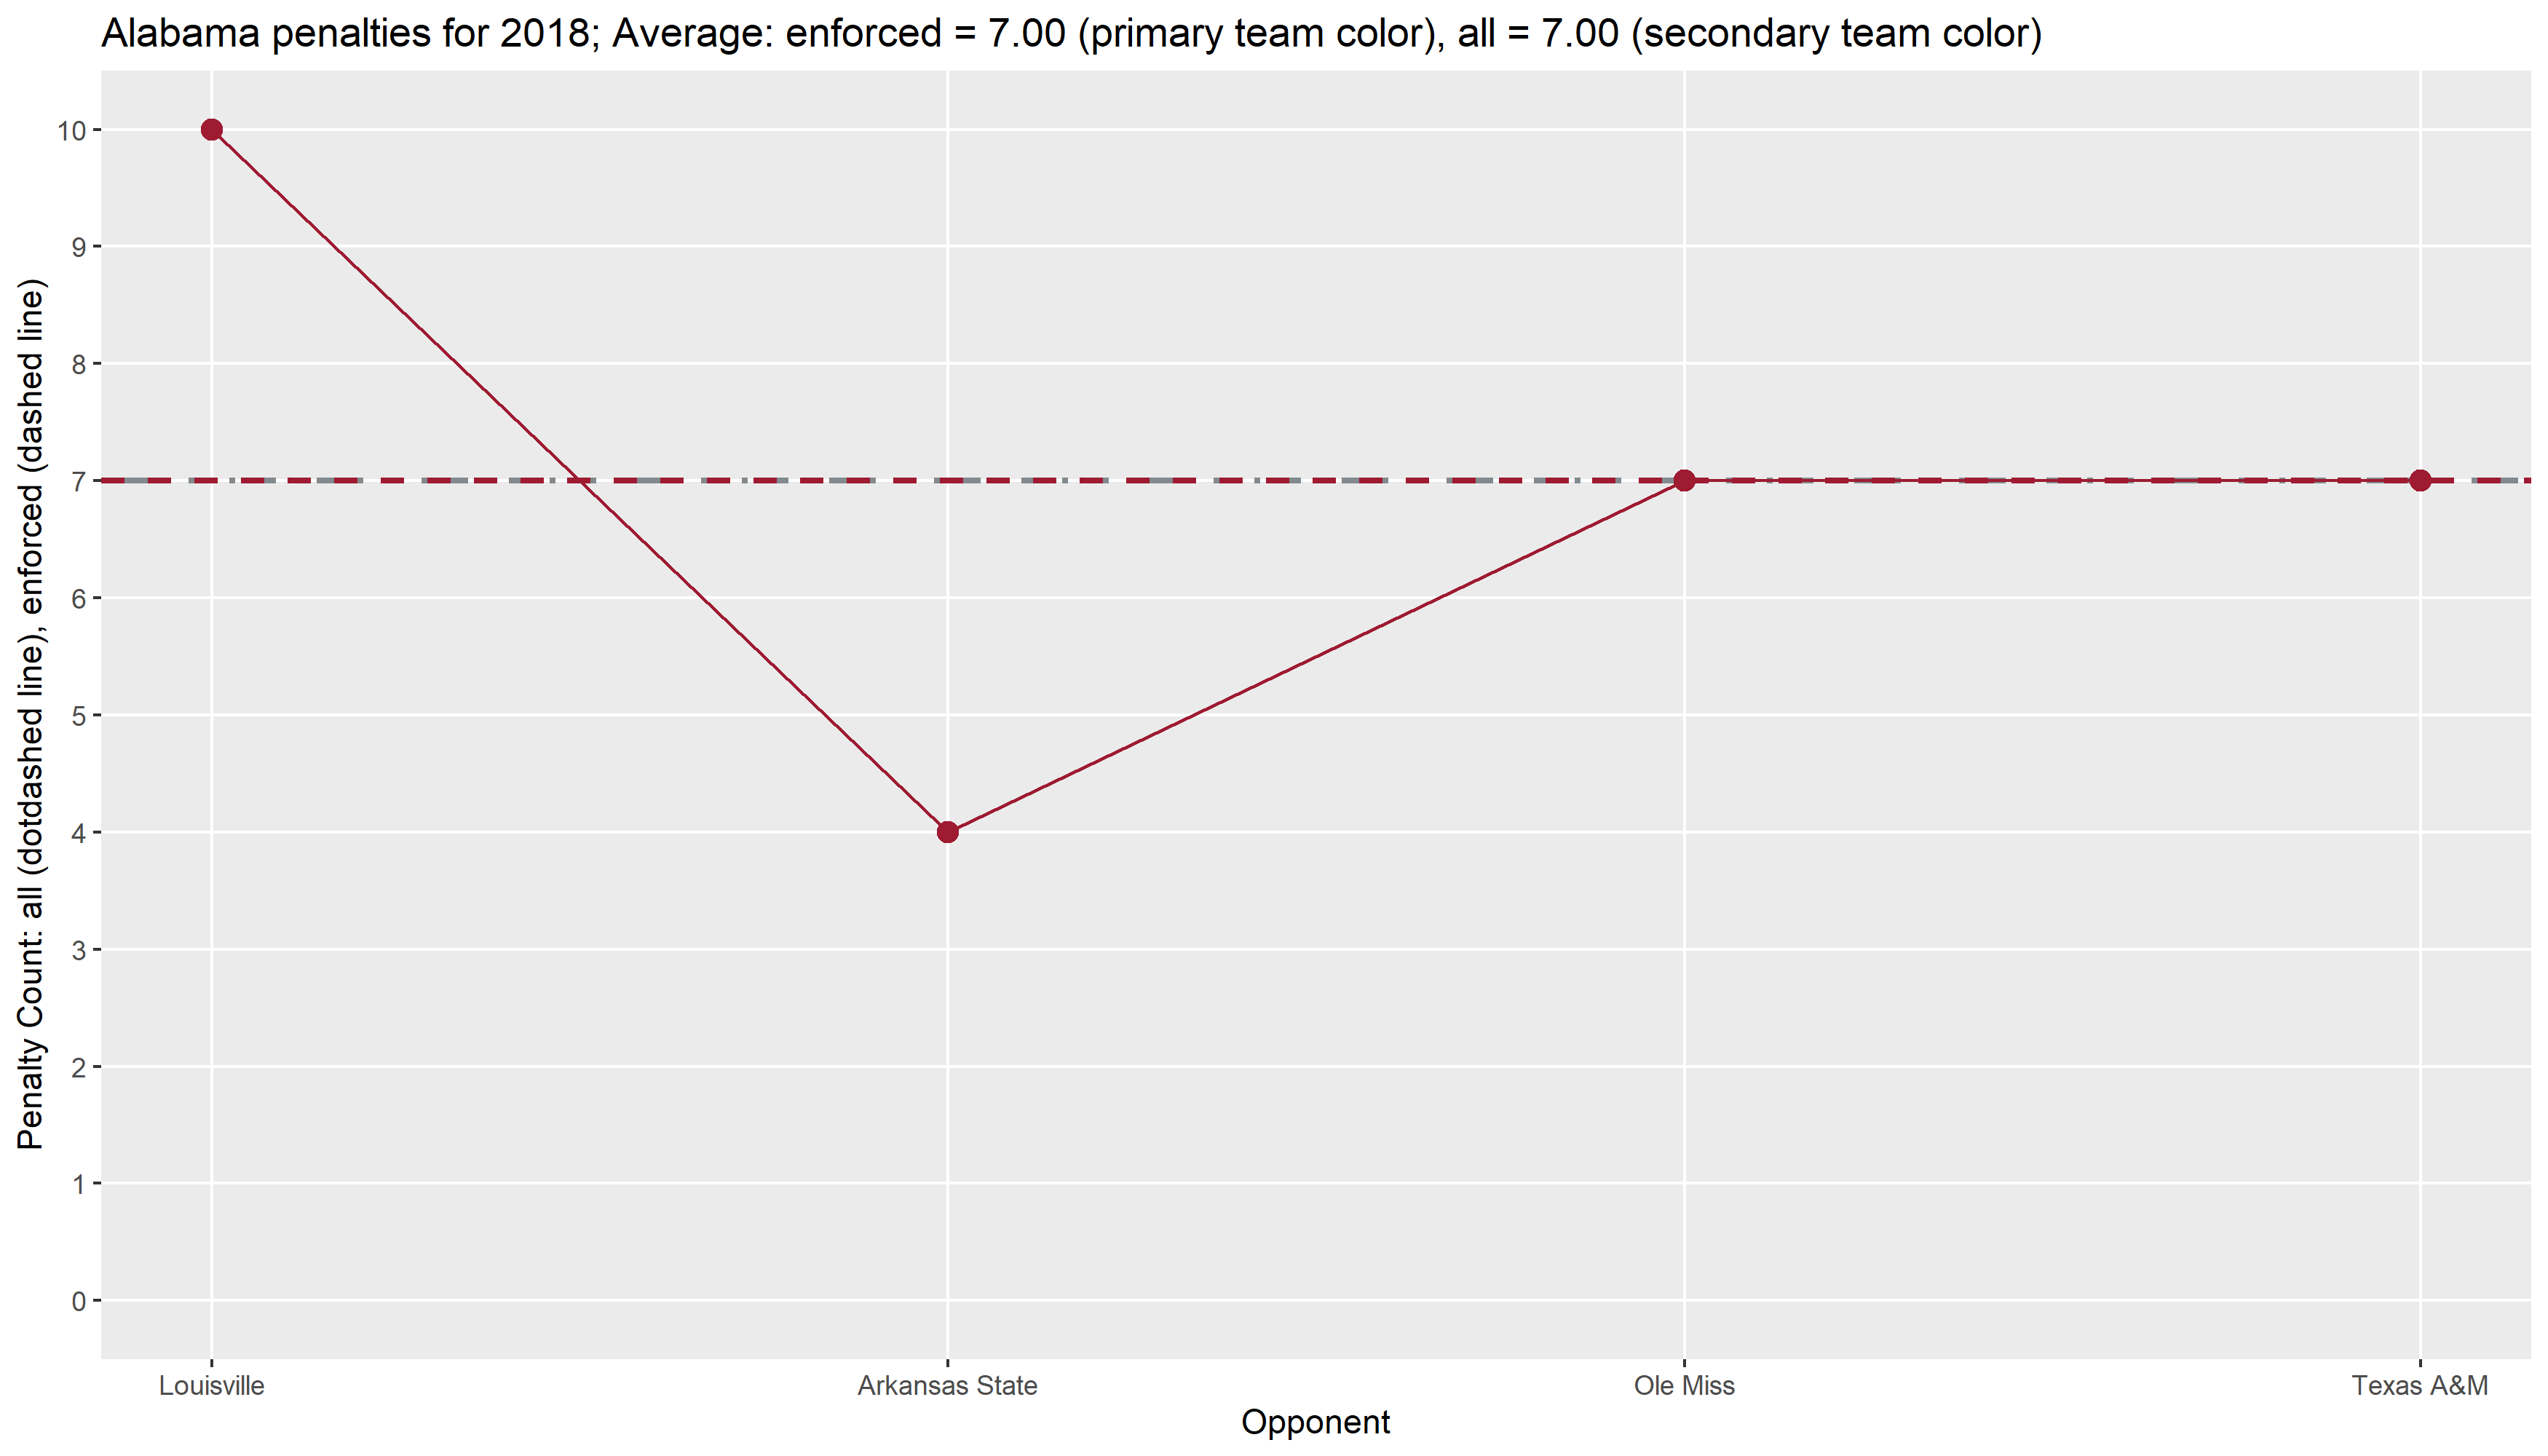 Alabama penalties for 2018; Average: enforced = 7.00 (primary team color), all = 7.00 (secondary team color)
Penalty Count: all (dotdashed line), enforced (dashed line)
10
9
8
7
6
5
4
3
2
1
0
Louisville
Arkansas State
Ole Miss
Texas A&M
Opponent